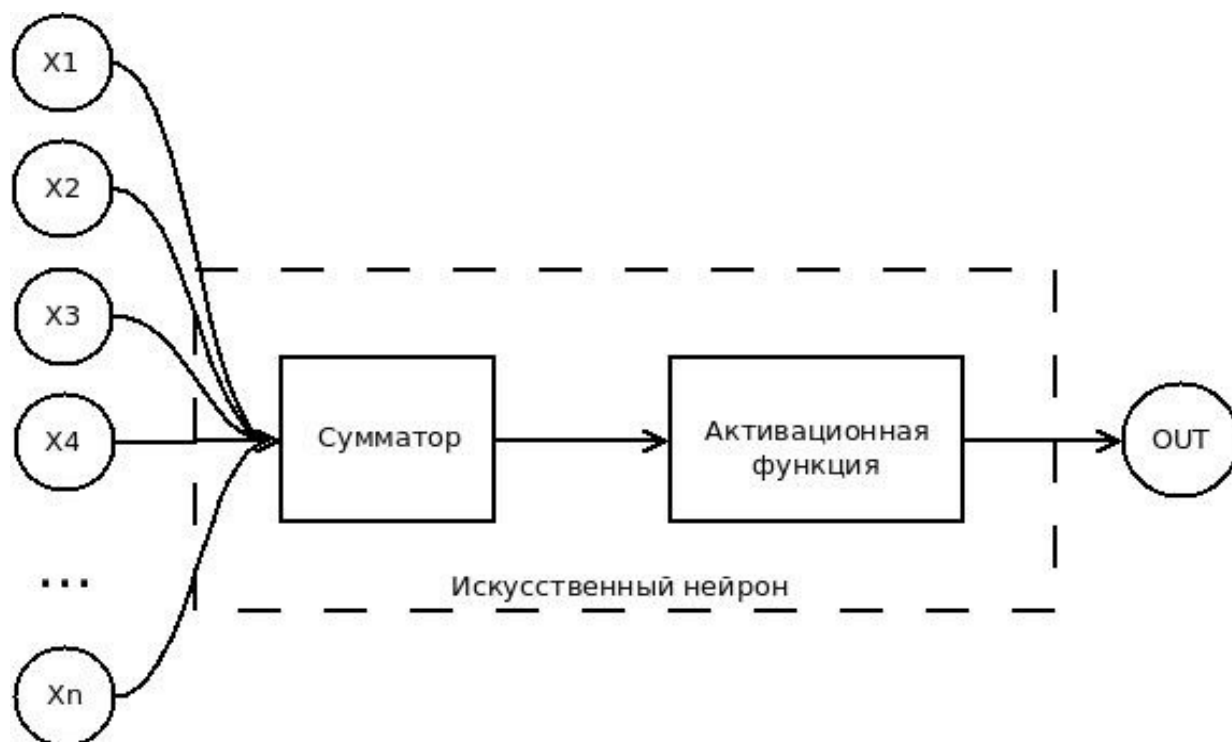 X1
X2
X3
X4
...
Xn
Сумматор
Активационная
функция
OUT
Искусственный нейрон